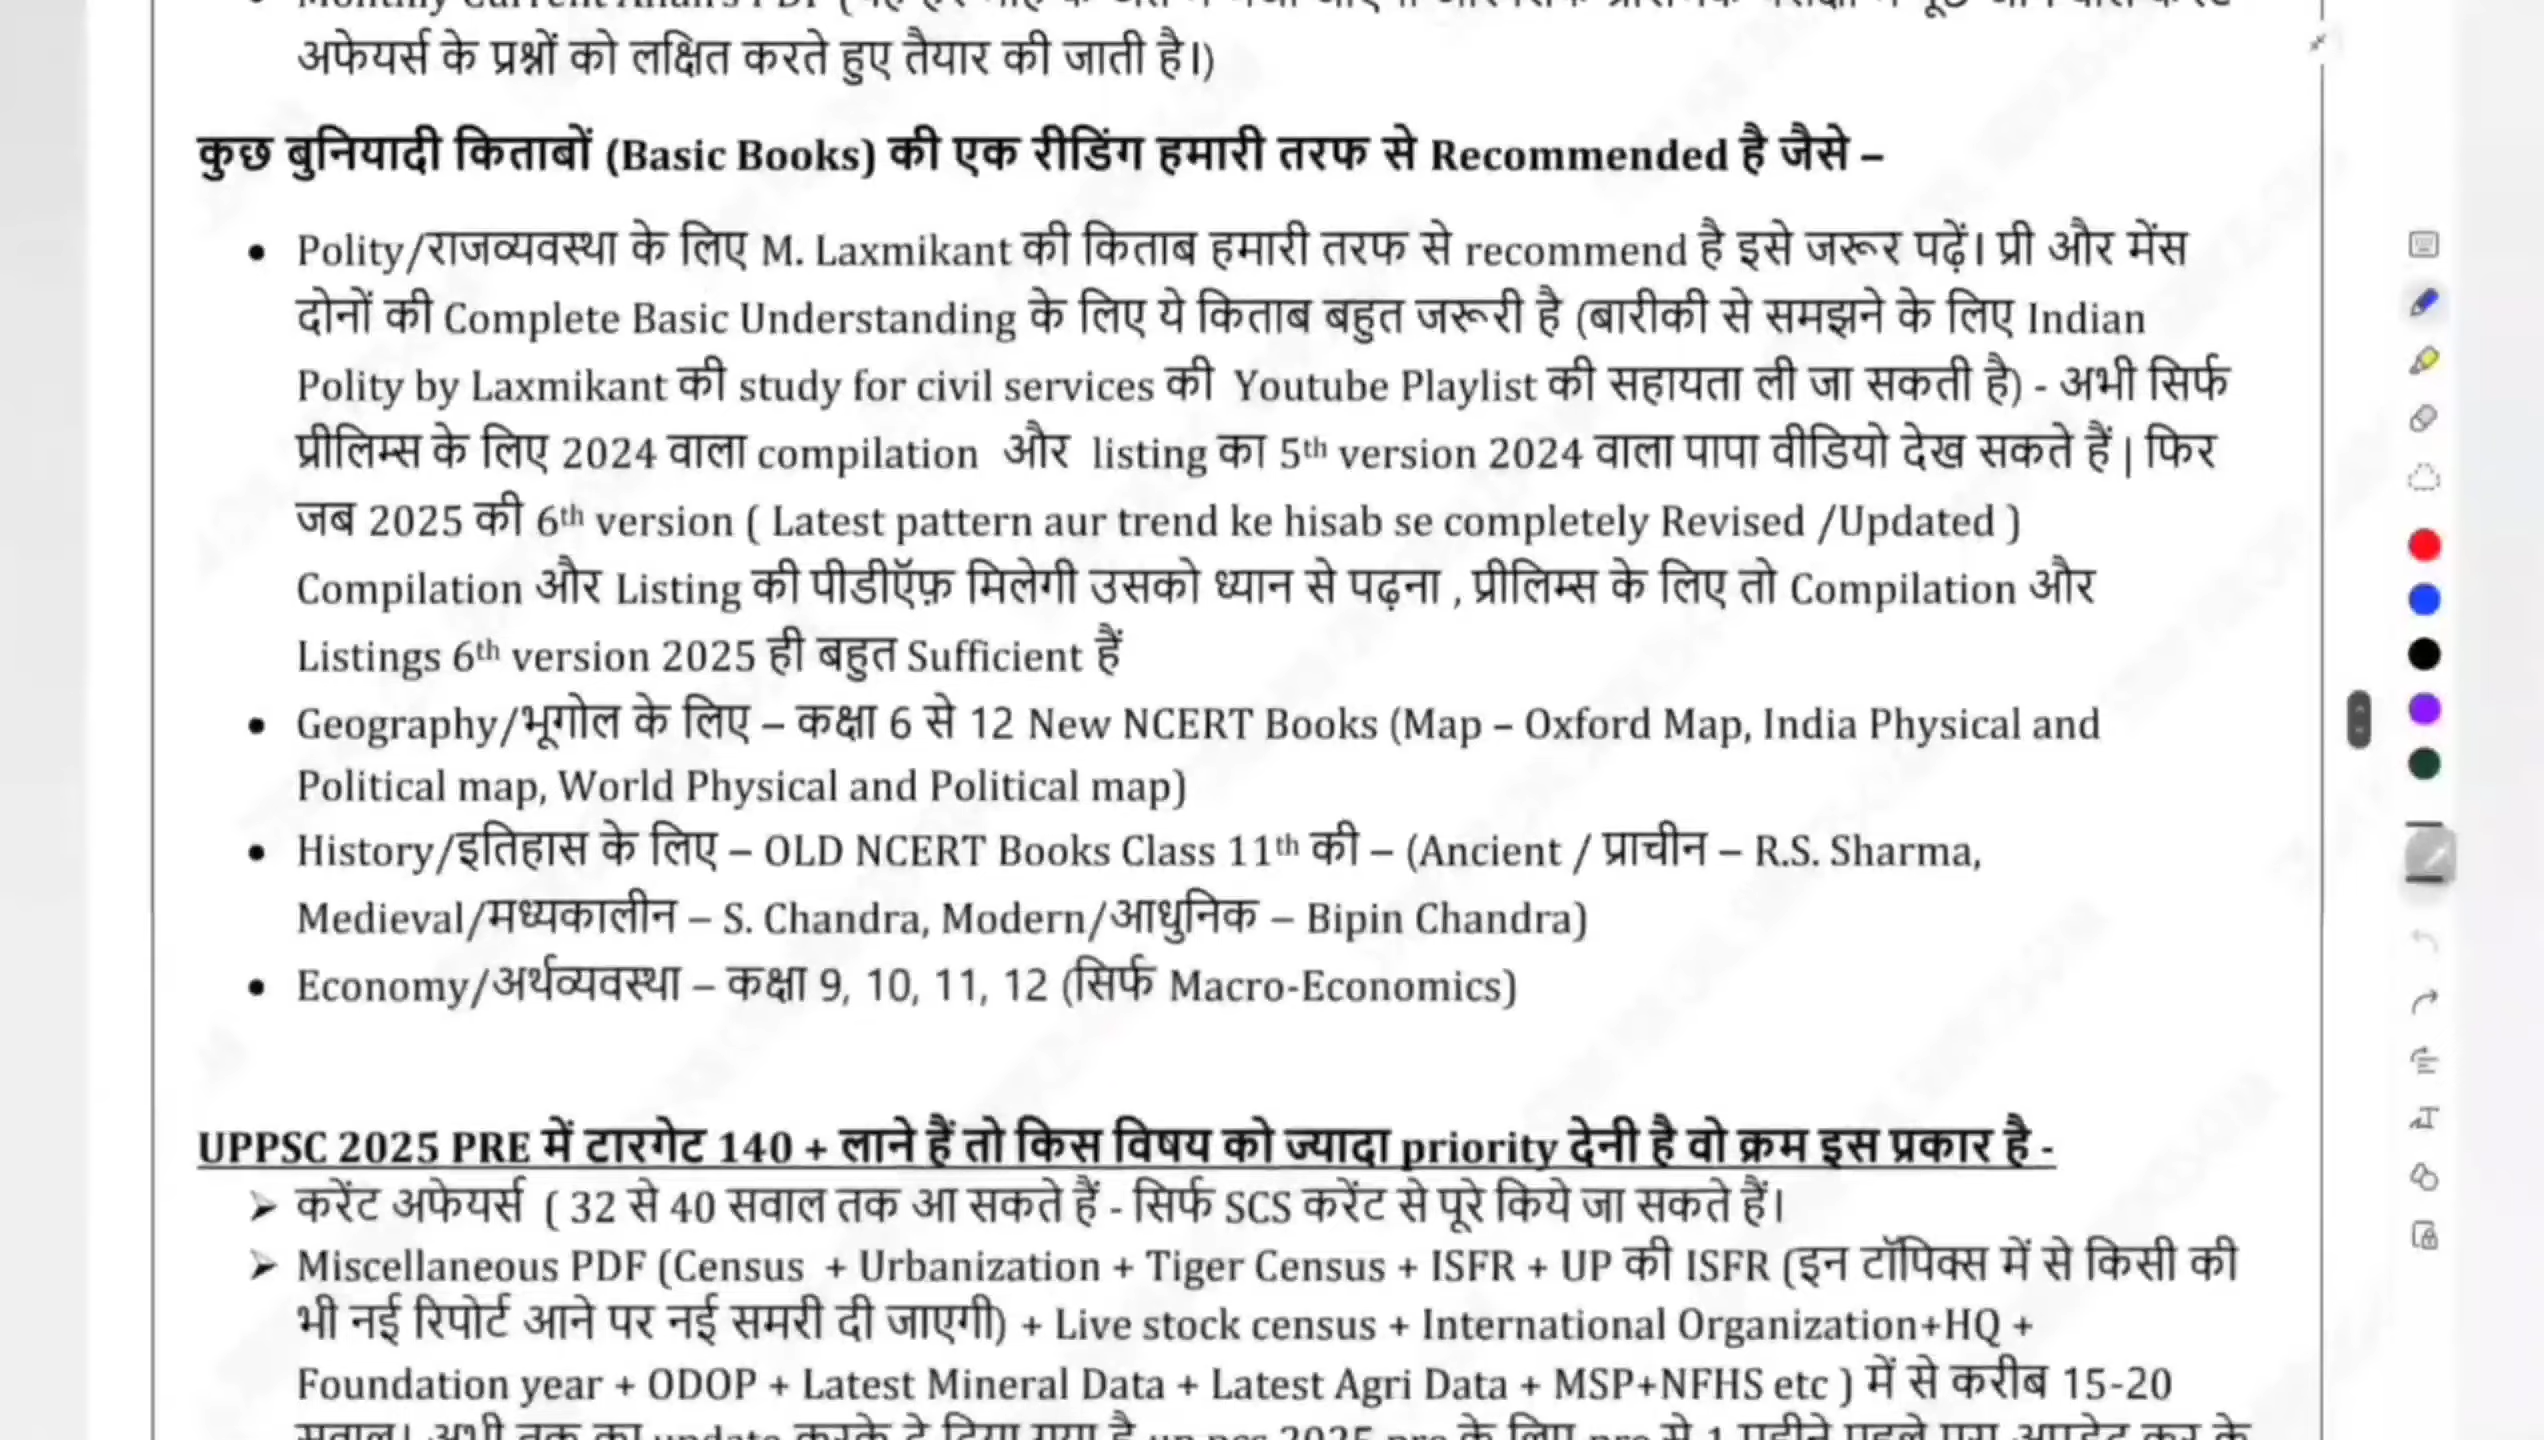 अफेयर्स के प्रश्नों को लक्षित करते हुए तैयार की जाती है।)
कुछ बुनियादी किताबों (Basic Books) की एक रीडिंग हमारी तरफ से Recommended है जैसे –
• Polity/राजव्यवस्था के लिए M. Laxmikant की किताब हमारी तरफ से recommend है इसे जरूर पढ़ें। प्री और मेंस
दोनों की Complete Basic Understanding के लिए ये किताब बहुत जरूरी है (बारीकी से समझने के लिए Indian
Polity by Laxmikant की study for civil services की Youtube Playlist की सहायता ली जा सकती है) - अभी सिर्फ
प्रीलिम्स के लिए 2024 वाला compilation और listing का 5th version 2024 वाला पापा वीडियो देख सकते हैं | फिर
जब 2025 की 6th version ( Latest pattern aur trend ke hisab se completely Revised /Updated )
Compilation और Listing की पीडीऍफ़ मिलेगी उसको ध्यान से पढ़ना , प्रीलिम्स के लिए तो Compilation और
Listings 6th version 2025 ही बहुत Sufficient हैं
• Geography/भूगोल के लिए – कक्षा 6 से 12 New NCERT Books (Map – Oxford Map, India Physical and
Political map, World Physical and Political map)
• History/इतिहास के लिए – OLD NCERT Books Class 11th की – (Ancient / प्राचीन – R.S. Sharma,
Medieval/मध्यकालीन – S. Chandra, Modern/आधुनिक – Bipin Chandra)
• Economy/अर्थव्यवस्था – कक्षा 9, 10, 11, 12 (सिर्फ Macro-Economics)
UPPSC 2025 PRE में टारगेट 140 + लाने हैं तो किस विषय को ज्यादा priority देनी है वो क्रम इस प्रकार है -
➢ करेंट अफेयर्स ( 32 से 40 सवाल तक आ सकते हैं - सिर्फ SCS करेंट से पूरे किये जा सकते हैं।
➢ Miscellaneous PDF (Census + Urbanization + Tiger Census + ISFR + UP की ISFR (इन टॉपिक्स में से किसी की
भी नई रिपोर्ट आने पर नई समरी दी जाएगी) + Live stock census + International Organization+HQ +
Foundation year + ODOP + Latest Mineral Data + Latest Agri Data + MSP+NFHS etc ) में से करीब 15-20